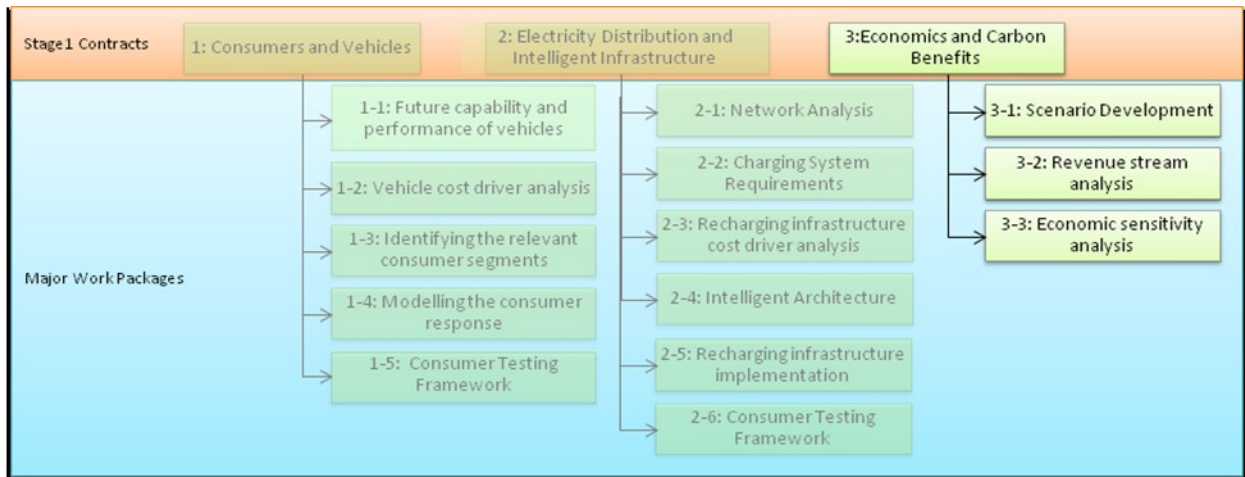 Stage1 Contracts
1: Consumers and Vehicles
2: Electricity Distribution and
Intelligent Infrastructure
3:Economics and Carbon
Benefits
Major Work Packages
1-1: Future capability and
performance of vehicles
1-2: Vehicle cost driver analysis
1-3: Identifying the relevant
consumer segments
1-4: Modelling the consumer
response
1-5: Consumer Testing
Framework
2-1: Network Analysis
2-2: Charging System
Requirements
2-3: Recharging infrastructure
cost driver analysis
2-4: Intelligent Architecture
2-5: Recharging infrastructure
implementation
2-6: Consumer Testing
Framework
3-1: Scenario Development
3-2: Revenue stream
analysis
3-3: Economic sensitivity
analysis